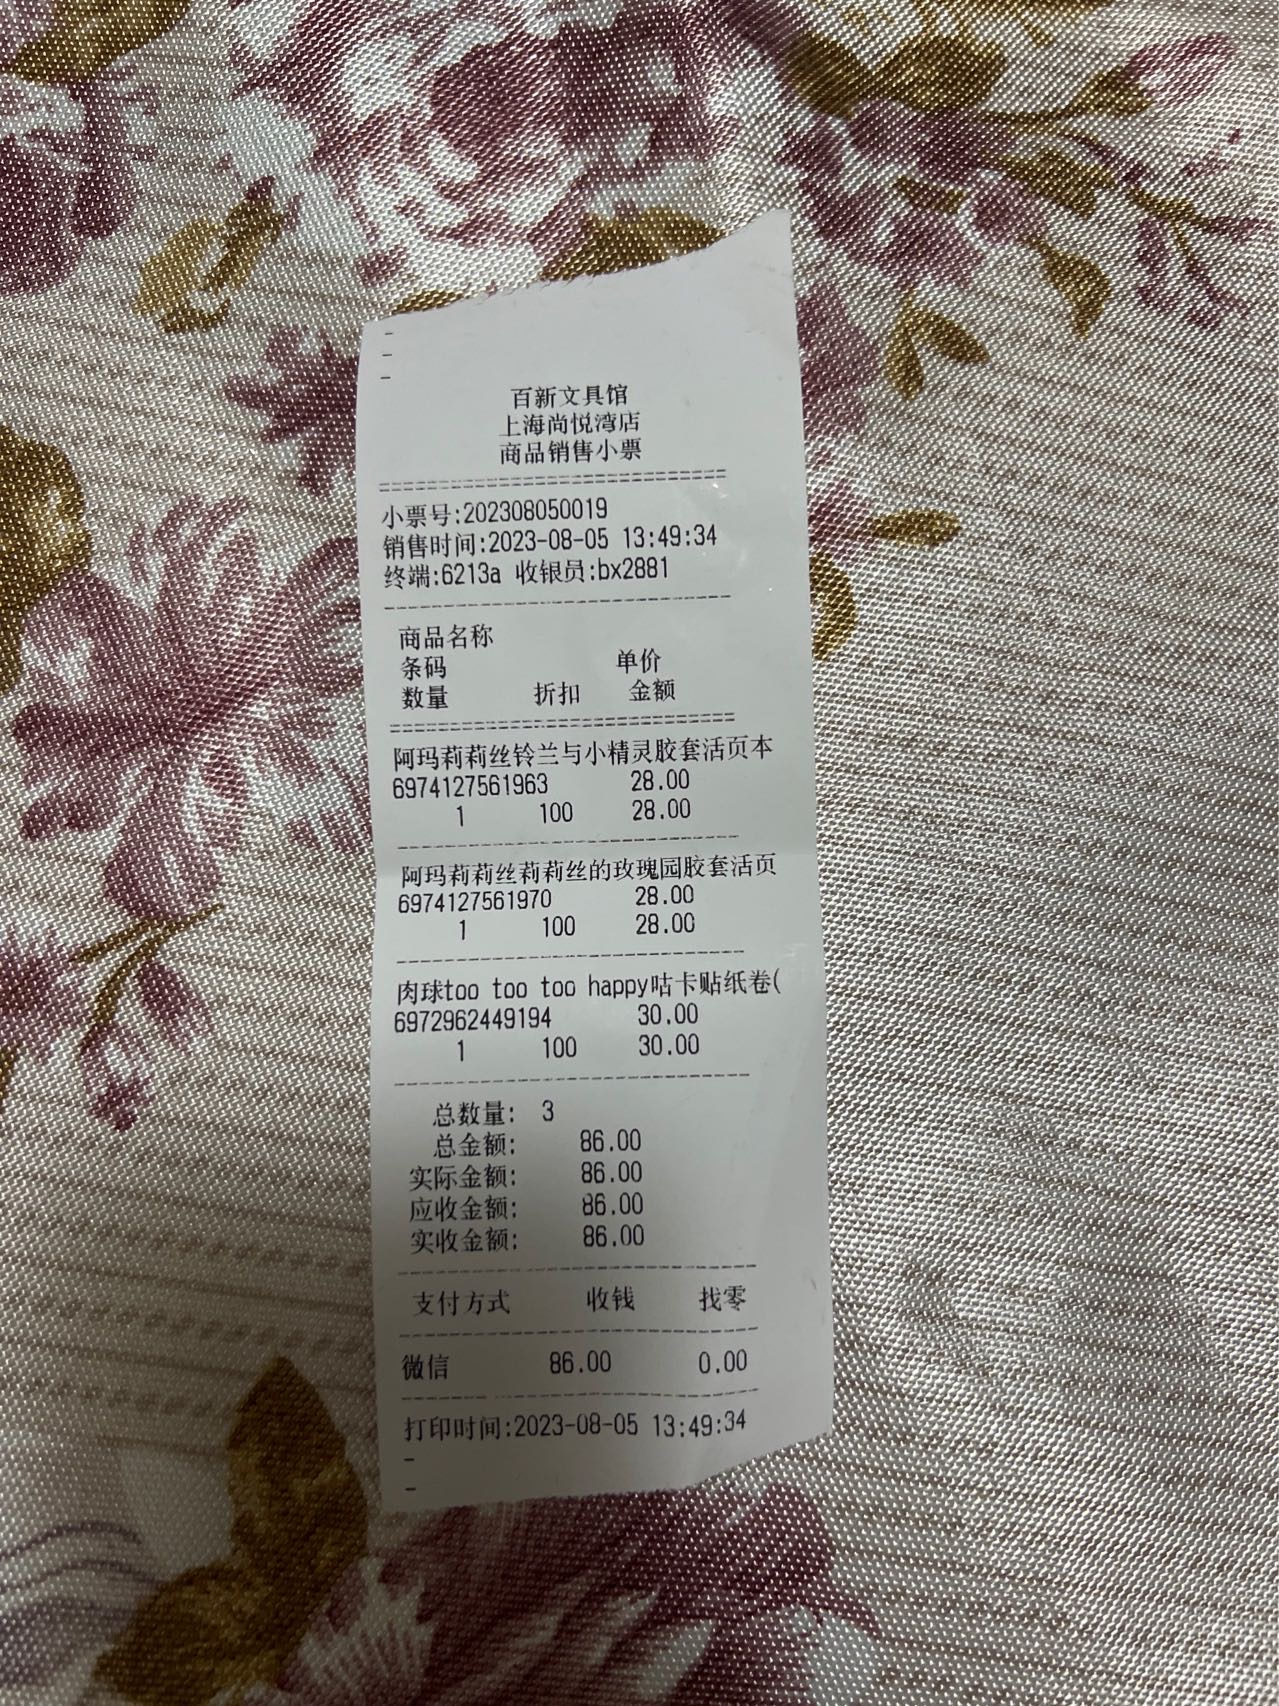 百新文具馆
上海尚悦湾店
商品销售小票
小票号:202308050019
销售时间:2023-08-05 13:49:34
终端:6213a 收银员:bx2881
商品名称
条码 单价
数量 折扣 金额
阿玛莉莉丝铃兰与小精灵胶套活页本
6974127561963 28.00
1 100 28.00
阿玛莉莉丝莉莉丝的玫瑰园胶套活页
6974127561970 28.00
1 100 28.00
肉球too too too happy咕卡贴纸卷(
6972962449194 30.00
1 100 30.00
总数量: 3
总金额: 86.00
实际金额: 86.00
应收金额: 86.00
实收金额: 86.00
支付方式 收钱 找零
微信 86.00 0.00
打印时间:2023-08-05 13:49:34